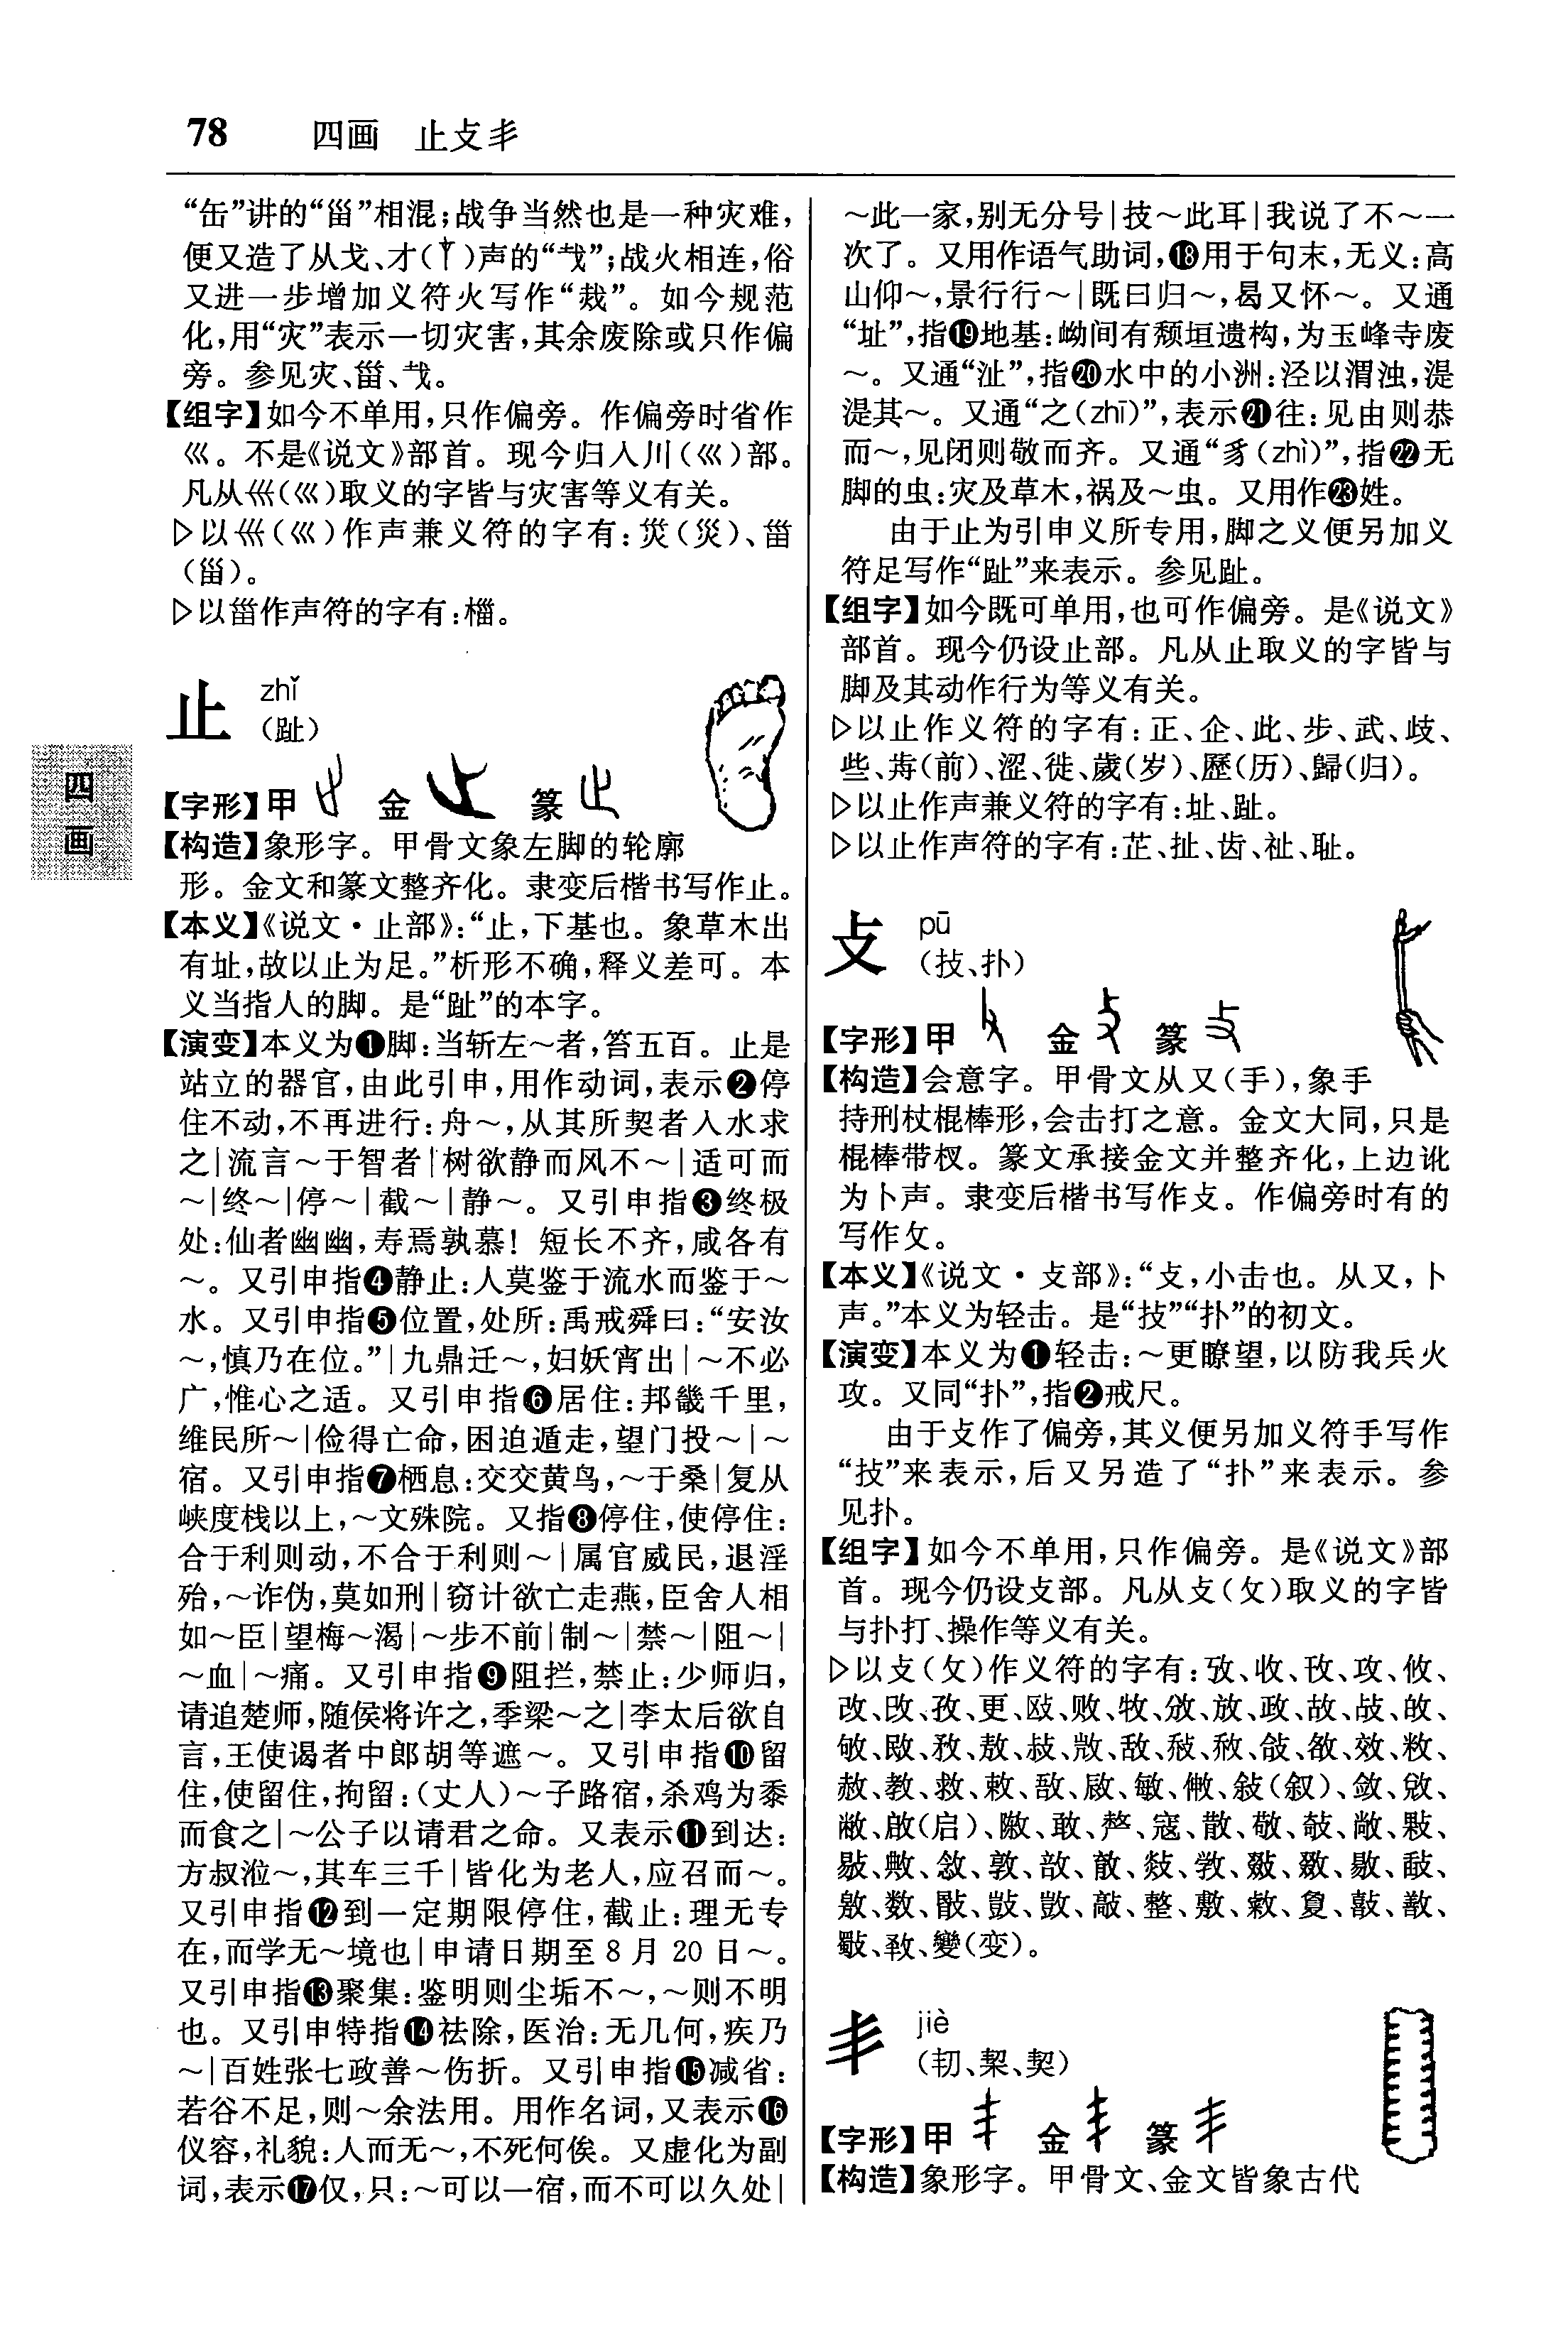 78 四画 止攴丯
“缶”讲的“甾”相混;战争当然也是一种灾难,
便又造了从戈、才()声的“𢦏”;战火相连,俗
又进一步增加义符火写作“烖”。如今规范
化,用“灾”表示一切灾害,其余废除或只作偏
旁。参见灾、甾、𢦏。
【组字】如今不单用,只作偏旁。作偏旁时省作
巛。不是《说文》部首。现今归入川(巛)部。
凡从𡿧(巛)取义的字皆与灾害等义有关。
▷以𡿧(巛)作声兼义符的字有:(災)、
(甾)。
▷以甾作声符的字有:椔。
止 zhǐ
(趾)
【字形】甲 金 篆
【构造】象形字。甲骨文象左脚的轮廓
形。金文和篆文整齐化。隶变后楷书写作止。
【本义】《说文·止部》:“止,下基也。象草木出
有址,故以止为足。”析形不确,释义差可。本
义当指人的脚。是“趾”的本字。
【演变】本义为❶脚:当斩左～者,笞五百。止是
站立的器官,由此引申,用作动词,表示❷停
住不动,不再进行:舟～,从其所契者入水求
之|流言～于智者|树欲静而风不～|适可而
～|终～|停～|截～|静～。又引申指❸终极
处:仙者幽幽,寿焉孰慕!短长不齐,咸各有
～。又引申指❹静止:人莫鉴于流水而鉴于～
水。又引申指❺位置,处所:禹戒舜曰:“安汝
～,慎乃在位。”|九鼎迁～,妇妖宵出|～不必
广,惟心之适。又引申指❻居住:邦畿千里,
维民所～|俭得亡命,困迫遁走,望门投～|～
宿。又引申指❼栖息:交交黄鸟,～于桑|复从
峡度栈以上,～文殊院。又指❽停住,使停住:
合于利则动,不合于利则～|属官威民,退淫
殆,～诈伪,莫如刑|窃计欲亡走燕,臣舍人相
如～臣|望梅～渴|～步不前|制～|禁～|阻～|
～血|～痛。又引申指❾阻拦,禁止:少师归,
请追楚师,随侯将许之,季梁～之|李太后欲自
言,王使谒者中郎胡等遮～。又引申指❿留
住,使留住,拘留:(丈人)～子路宿,杀鸡为黍
而食之|～公子以请君之命。又表示⓫到达:
方叔涖～,其车三千|皆化为老人,应召而～。
又引申指⓬到一定期限停住,截止:理无专
在,而学无～境也|申请日期至8月20日～。
又引申指⓭聚集:鉴明则尘垢不～,～则不明
也。又引申特指⓮祛除,医治:无几何,疾乃
～|百姓张七政善～伤折。又引申指⓯减省:
若谷不足,则～余法用。用作名词,又表示⓰
仪容,礼貌:人而无～,不死何俟。又虚化为副
词,表示⓱仅,只:～可以一宿,而不可以久处|
～此一家,别无分号|技～此耳|我说了不～一
次了。又用作语气助词,⓲用于句末,无义:高
山仰～,景行行～|既曰归～,曷又怀～。又通
“址”,指⓳地基:坳间有颓垣遗构,为玉峰寺废
～。又通“沚”,指⓴水中的小洲:泾以渭浊,湜
湜其～。又通“之(zhī)”,表示㉑往:见由则恭
而～,见闭则敬而齐。又通“豸(zhì)”,指㉒无
脚的虫:灾及草木,祸及～虫。又用作㉓姓。
由于止为引申义所专用,脚之义便另加义
符足写作“趾”来表示。参见趾。
【组字】如今既可单用,也可作偏旁。是《说文》
部首。现今仍设止部。凡从止取义的字皆与
脚及其动作行为等义有关。
▷以止作义符的字有:正、企、此、步、武、歧、
些、歬(前)、涩、徙、歲(岁)、歷(历)、歸(归)。
▷以止作声兼义符的字有:址、趾。
▷以止作声符的字有:芷、扯、齿、祉、耻。
攴 pū
(技、扑)
【字形】甲 金 篆
【构造】会意字。甲骨文从又(手),象手
持刑杖棍棒形,会击打之意。金文大同,只是
棍棒带杈。篆文承接金文并整齐化,上边讹
为卜声。隶变后楷书写作攴。作偏旁时有的
写作攵。
【本义】《说文·攴部》:“攴,小击也。从又,卜
声。”本义为轻击。是“㧙”“扑”的初文。
【演变】本义为❶轻击:～更瞭望,以防我兵火
攻。又同“扑”,指❷戒尺。
由于攴作了偏旁,其义便另加义符手写作
“㧙”来表示,后又另造了“扑”来表示。参
见扑。
【组字】如今不单用,只作偏旁。是《说文》部
首。现今仍设攴部。凡从攴(攵)取义的字皆
与扑打、操作等义有关。
▷以攴(攵)作义符的字有:攷、收、攼、攻、攸、
改、攺、孜、更、敺、败、牧、攽、放、政、故、敁、敀、
敂、敃、敄、敖、敊、敚、敌、敍、敉、敆、敋、效、敉、
赦、教、救、敕、敔、敐、敏、敒、敍(叙)、敛、敓、
敝、啟(启)、敶、敢、嫠、寇、散、敬、攲、敞、敤、
敠、敟、敜、敦、敨、敢、敥、敩、敪、敫、敭、敮、
敫、数、敯、敱、敳、敲、整、敷、敹、敻、敼、敾、
斀、敎、變(变)。
丯 jiè
(㓞、栔、契)
【字形】甲 金 篆
【构造】象形字。甲骨文、金文皆象古代
四
画